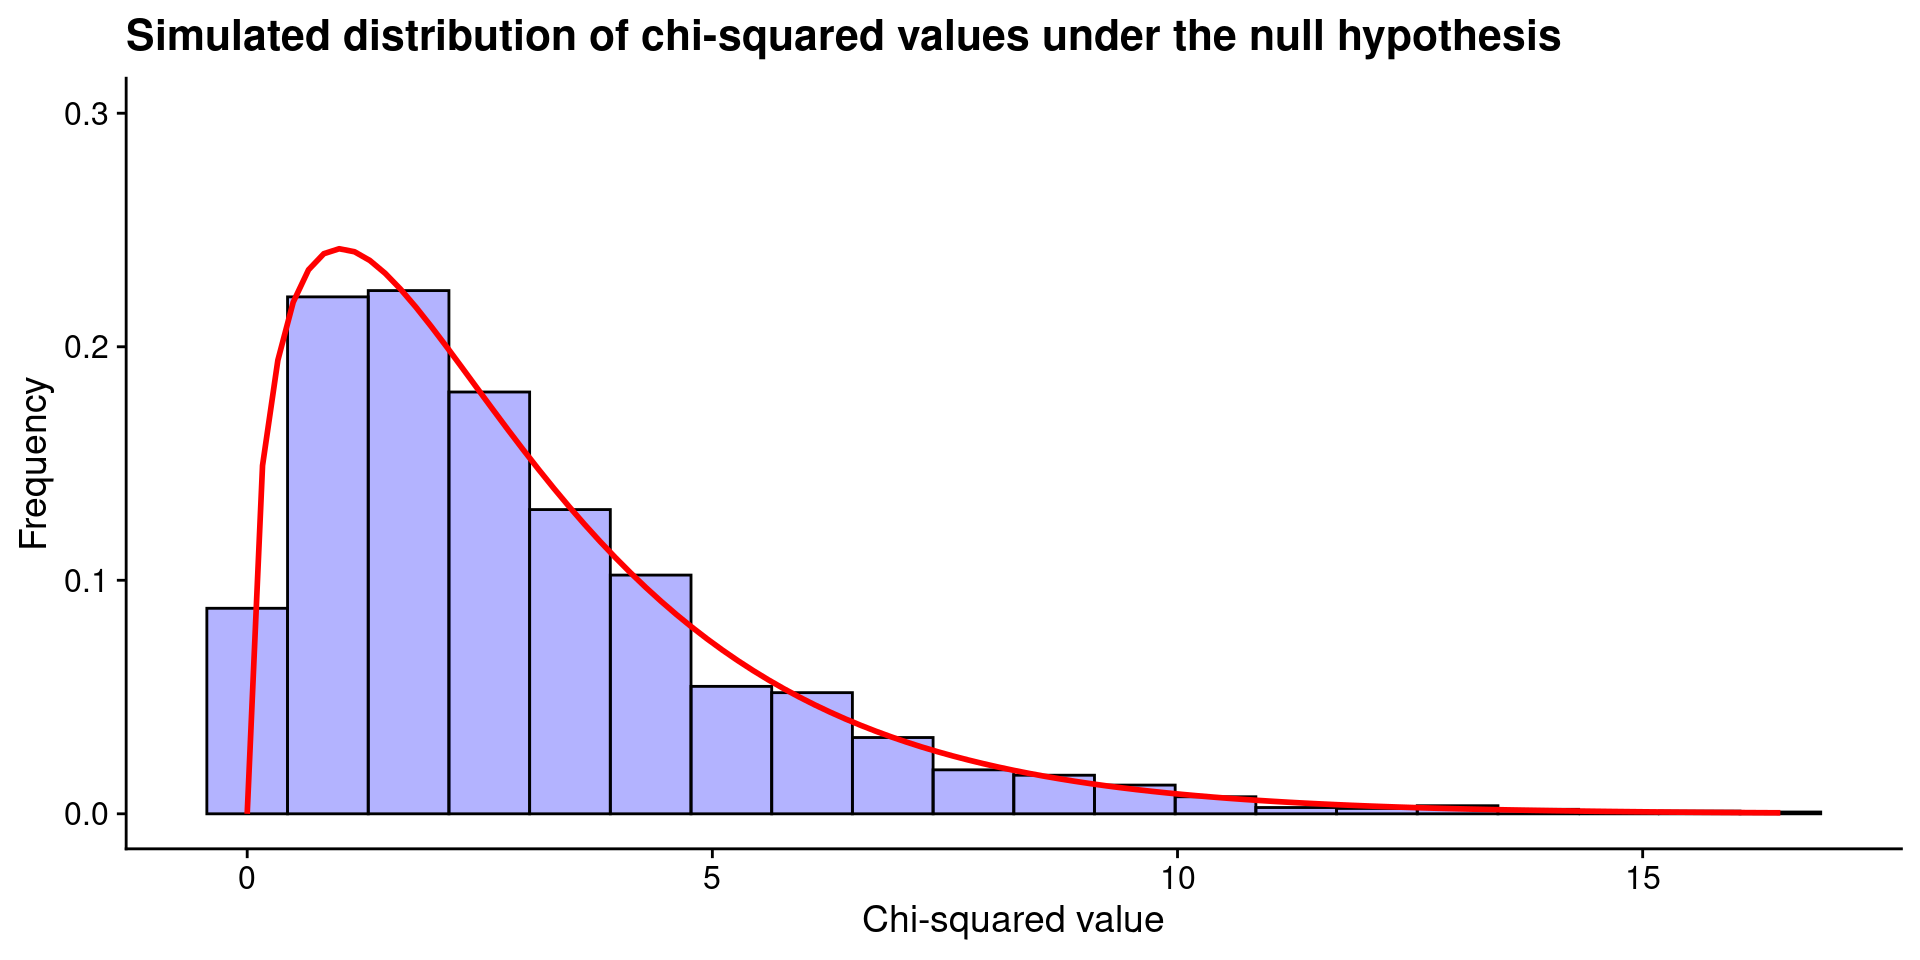 Simulated distribution of chi-squared values under the null hypothesis
0.3
0.2
0.1
0.0
Frequency
0
5
10
15
Chi-squared value